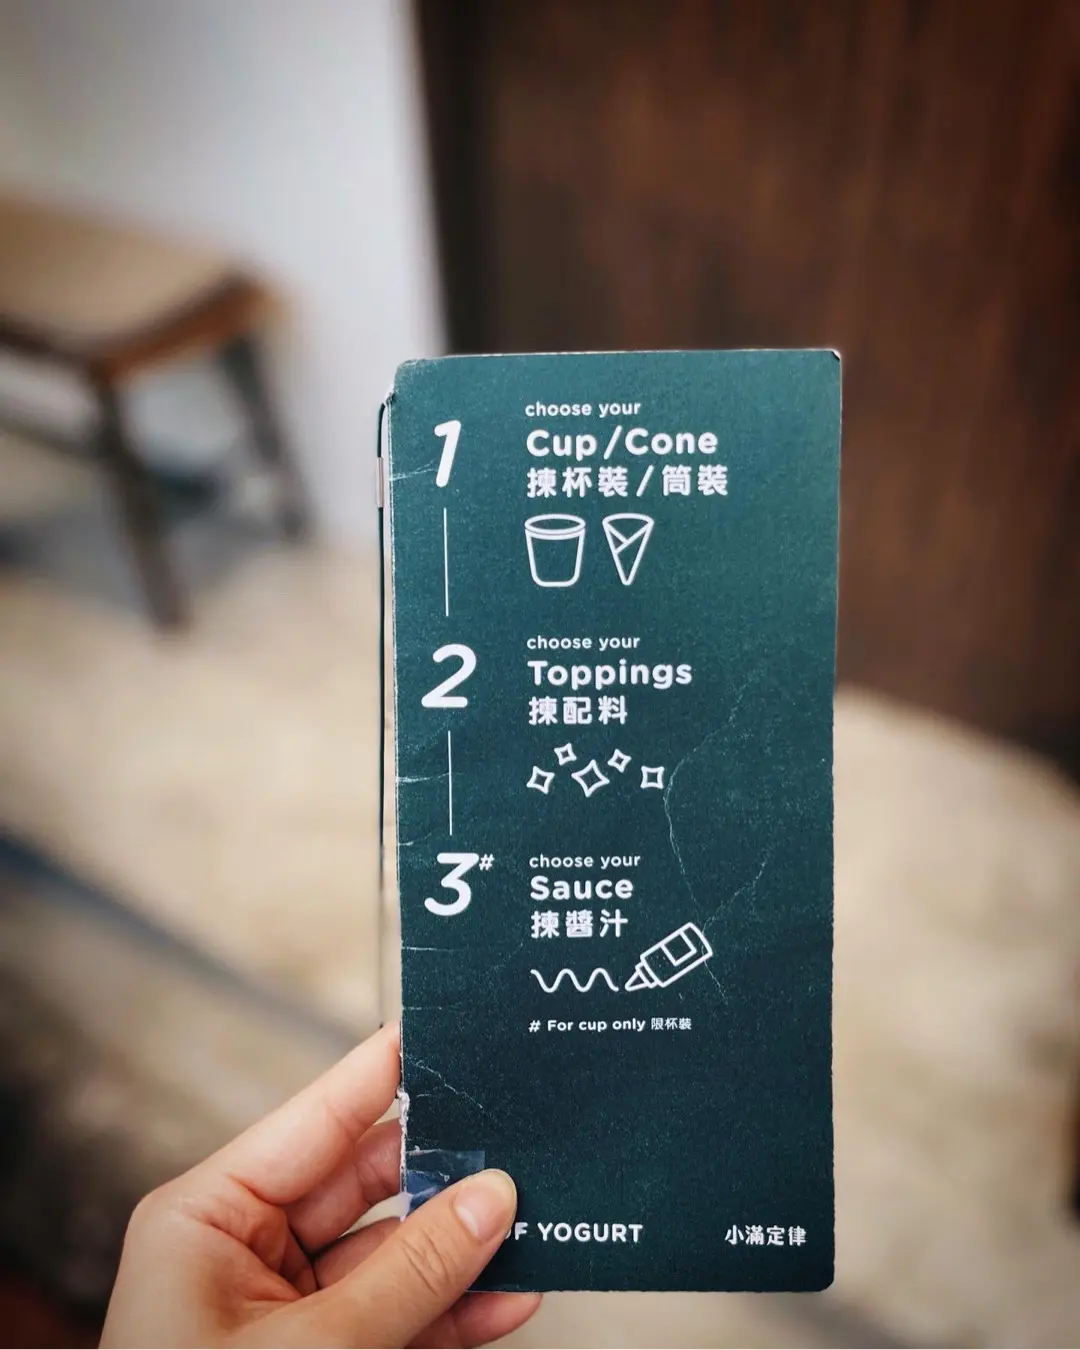 1
choose your
Cup/Cone
揀杯裝/筒裝
2
choose your
Toppings
揀配料
3#
choose your
Sauce
揀醬汁
# For cup only 限杯裝
YOGURT
小滿定律